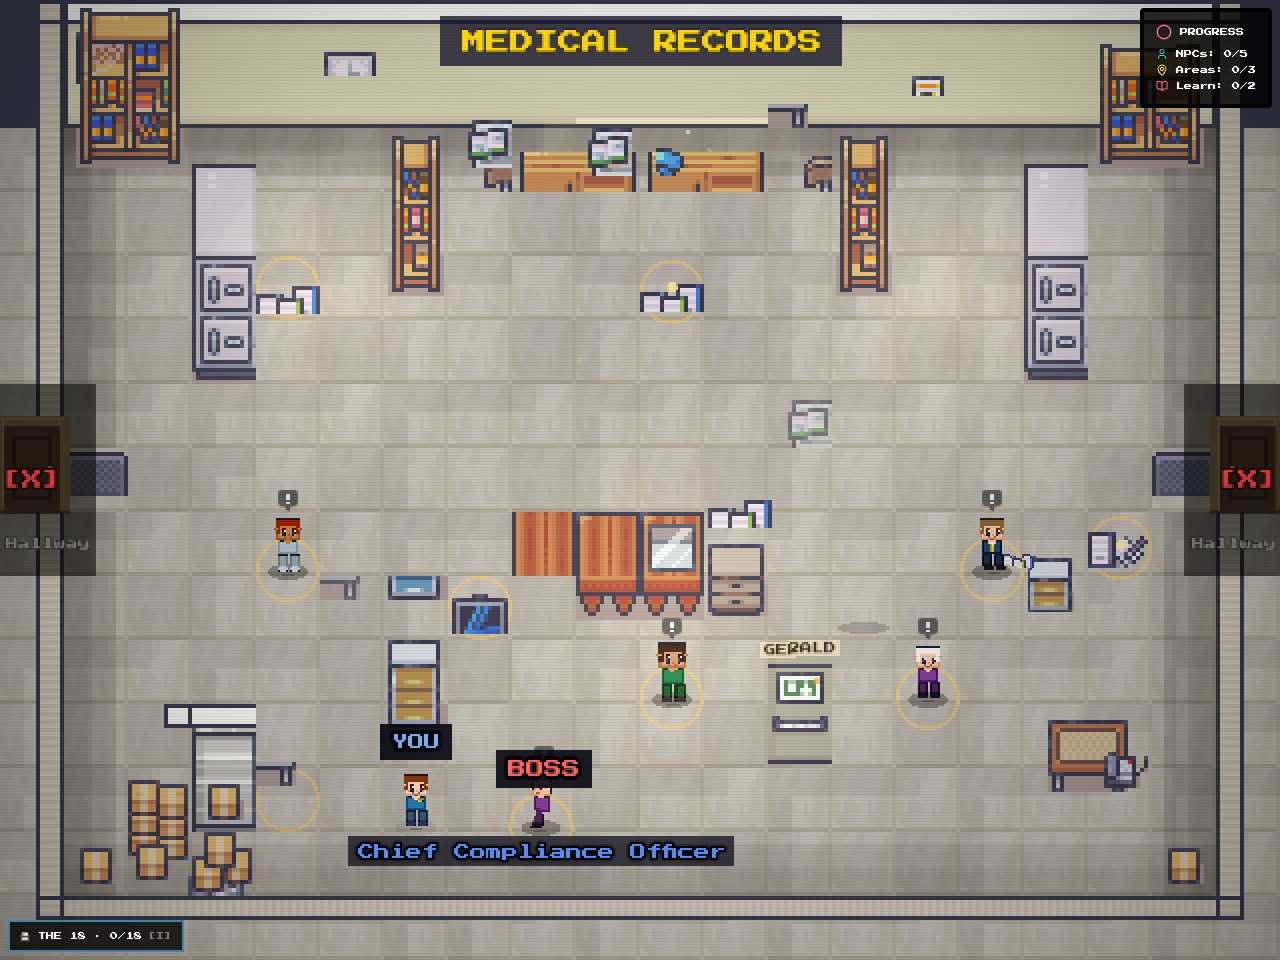 MEDICAL RECORDS
PROGRESS
NPCs: 0/5
Areas: 0/3
Learn: 0/2
[X]
[X]
Hallway
Hallway
!
!
!
!
GERALD
YOU
BOSS
Chief Compliance Officer
THE 18 · 0/18 [I]